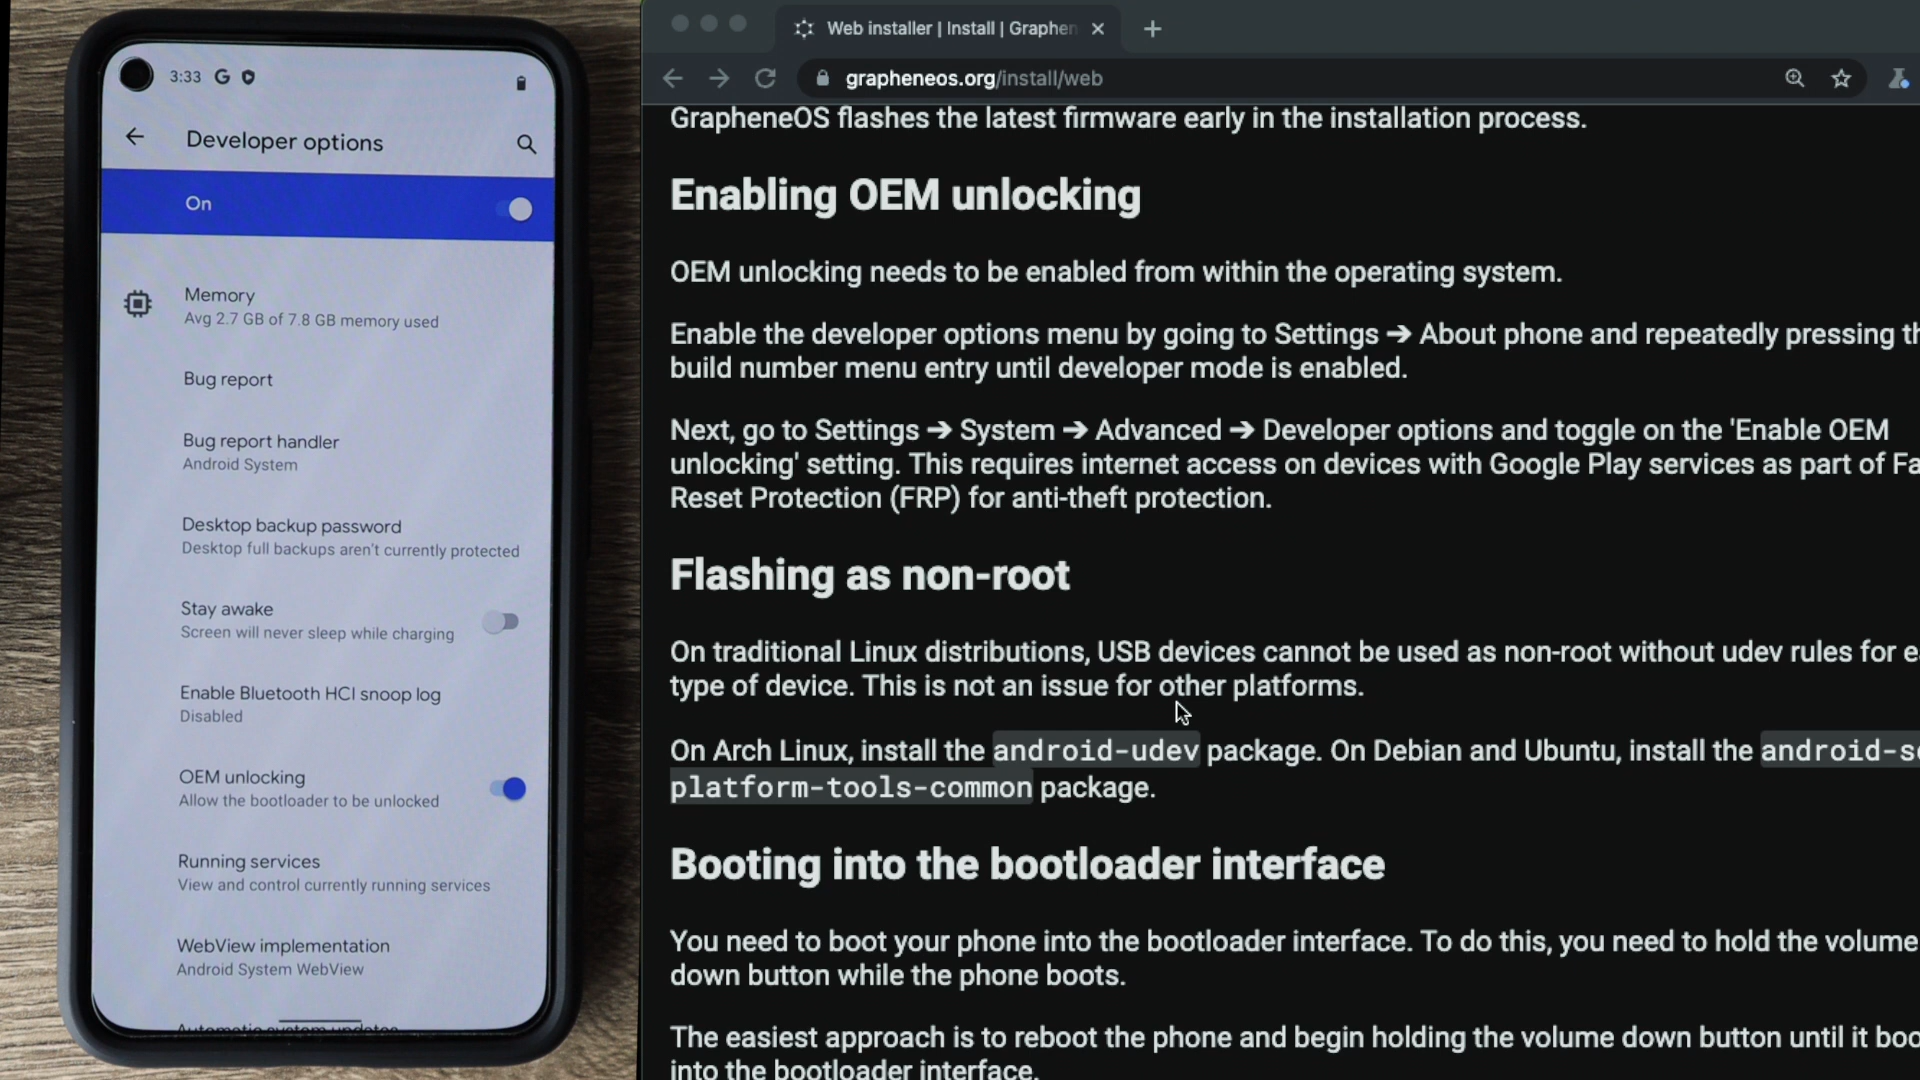 3:33
Developer options
On
Memory
Avg 2.7 GB of 7.8 GB memory used
Bug report
Bug report handler
Android System
Desktop backup password
Desktop full backups aren't currently protected
Stay awake
Screen will never sleep while charging
Enable Bluetooth HCI snoop log
Disabled
OEM unlocking
Allow the bootloader to be unlocked
Running services
View and control currently running services
WebView implementation
Android System WebView
Automatic system updates
Web installer | Install | Graphen
grapheneos.org/install/web
GrapheneOS flashes the latest firmware early in the installation process.
Enabling OEM unlocking
OEM unlocking needs to be enabled from within the operating system.
Enable the developer options menu by going to Settings ➔ About phone and repeatedly pressing th
build number menu entry until developer mode is enabled.
Next, go to Settings ➔ System ➔ Advanced ➔ Developer options and toggle on the 'Enable OEM
unlocking' setting. This requires internet access on devices with Google Play services as part of Fa
Reset Protection (FRP) for anti-theft protection.
Flashing as non-root
On traditional Linux distributions, USB devices cannot be used as non-root without udev rules for ea
type of device. This is not an issue for other platforms.
On Arch Linux, install the android-udev package. On Debian and Ubuntu, install the android-s
platform-tools-common package.
Booting into the bootloader interface
You need to boot your phone into the bootloader interface. To do this, you need to hold the volume
down button while the phone boots.
The easiest approach is to reboot the phone and begin holding the volume down button until it boo
into the bootloader interface.